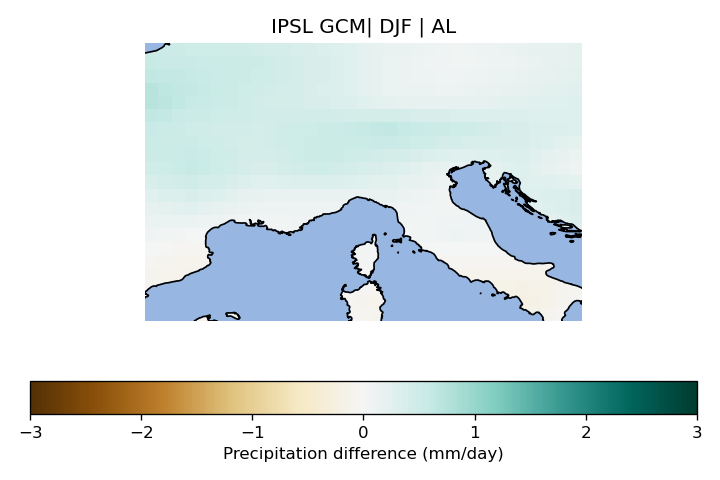 IPSL GCM| DJF | AL
−3 −2 −1 0 1 2 3
Precipitation difference (mm/day)